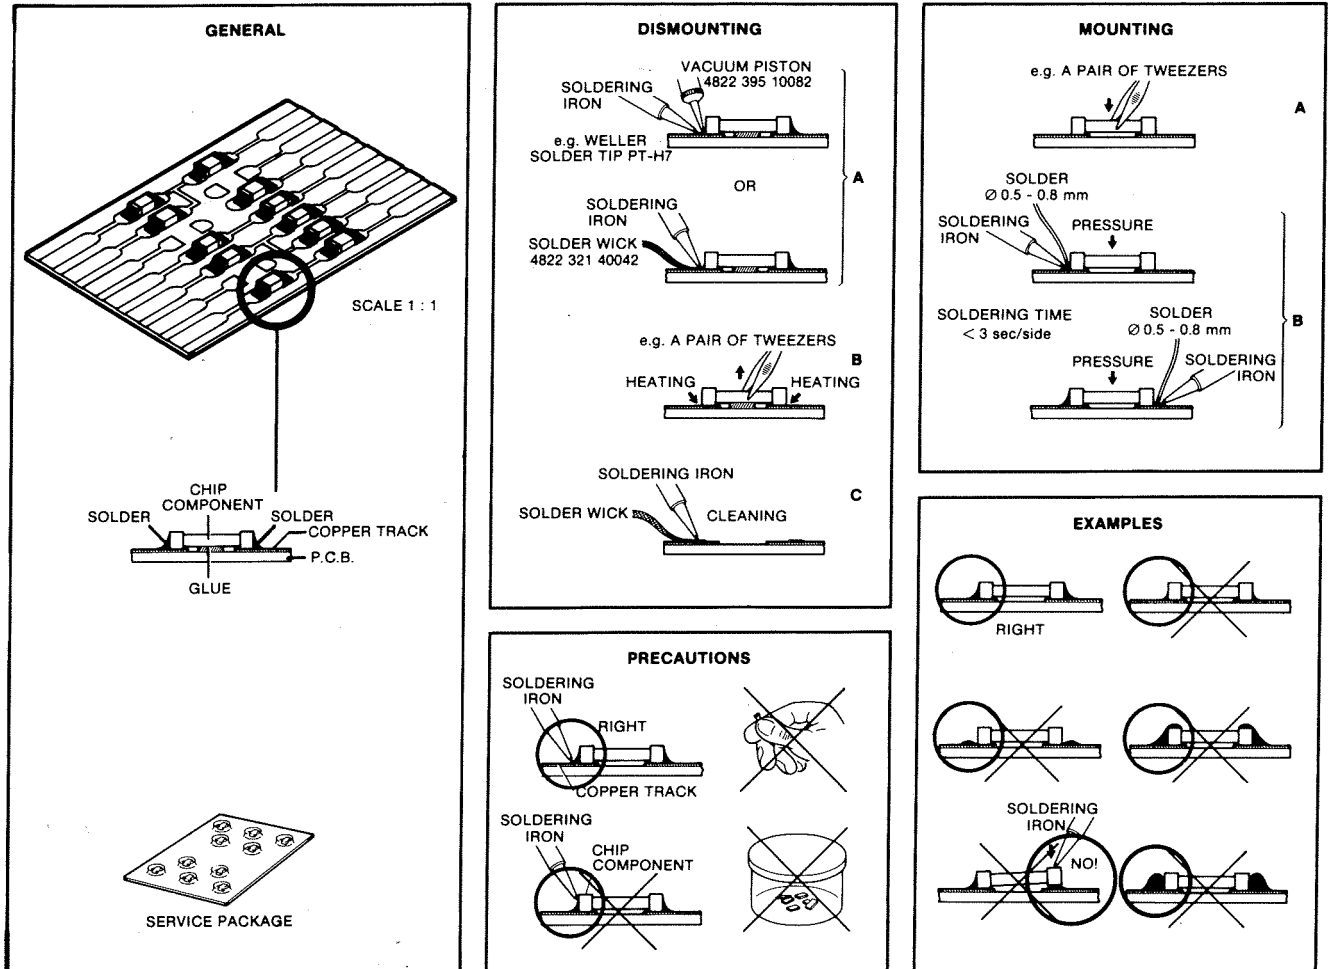 GENERAL
SCALE 1 : 1
CHIP
COMPONENT
SOLDER
SOLDER
COPPER TRACK
P.C.B.
GLUE
SERVICE PACKAGE
DISMOUNTING
VACUUM PISTON
4822 395 10082
SOLDERING
IRON
e.g. WELLER
SOLDER TIP PT-H7
A
OR
SOLDERING
IRON
SOLDER WICK
4822 321 40042
e.g. A PAIR OF TWEEZERS
B
HEATING
HEATING
SOLDERING IRON
C
SOLDER WICK
CLEANING
PRECAUTIONS
SOLDERING
IRON
RIGHT
COPPER TRACK
SOLDERING
IRON
CHIP
COMPONENT
MOUNTING
e.g. A PAIR OF TWEEZERS
A
SOLDER
Ø 0.5 - 0.8 mm
SOLDERING
IRON
PRESSURE
SOLDERING TIME
< 3 sec/side
SOLDER
Ø 0.5 - 0.8 mm
B
PRESSURE
SOLDERING
IRON
EXAMPLES
RIGHT
SOLDERING
IRON
NO!